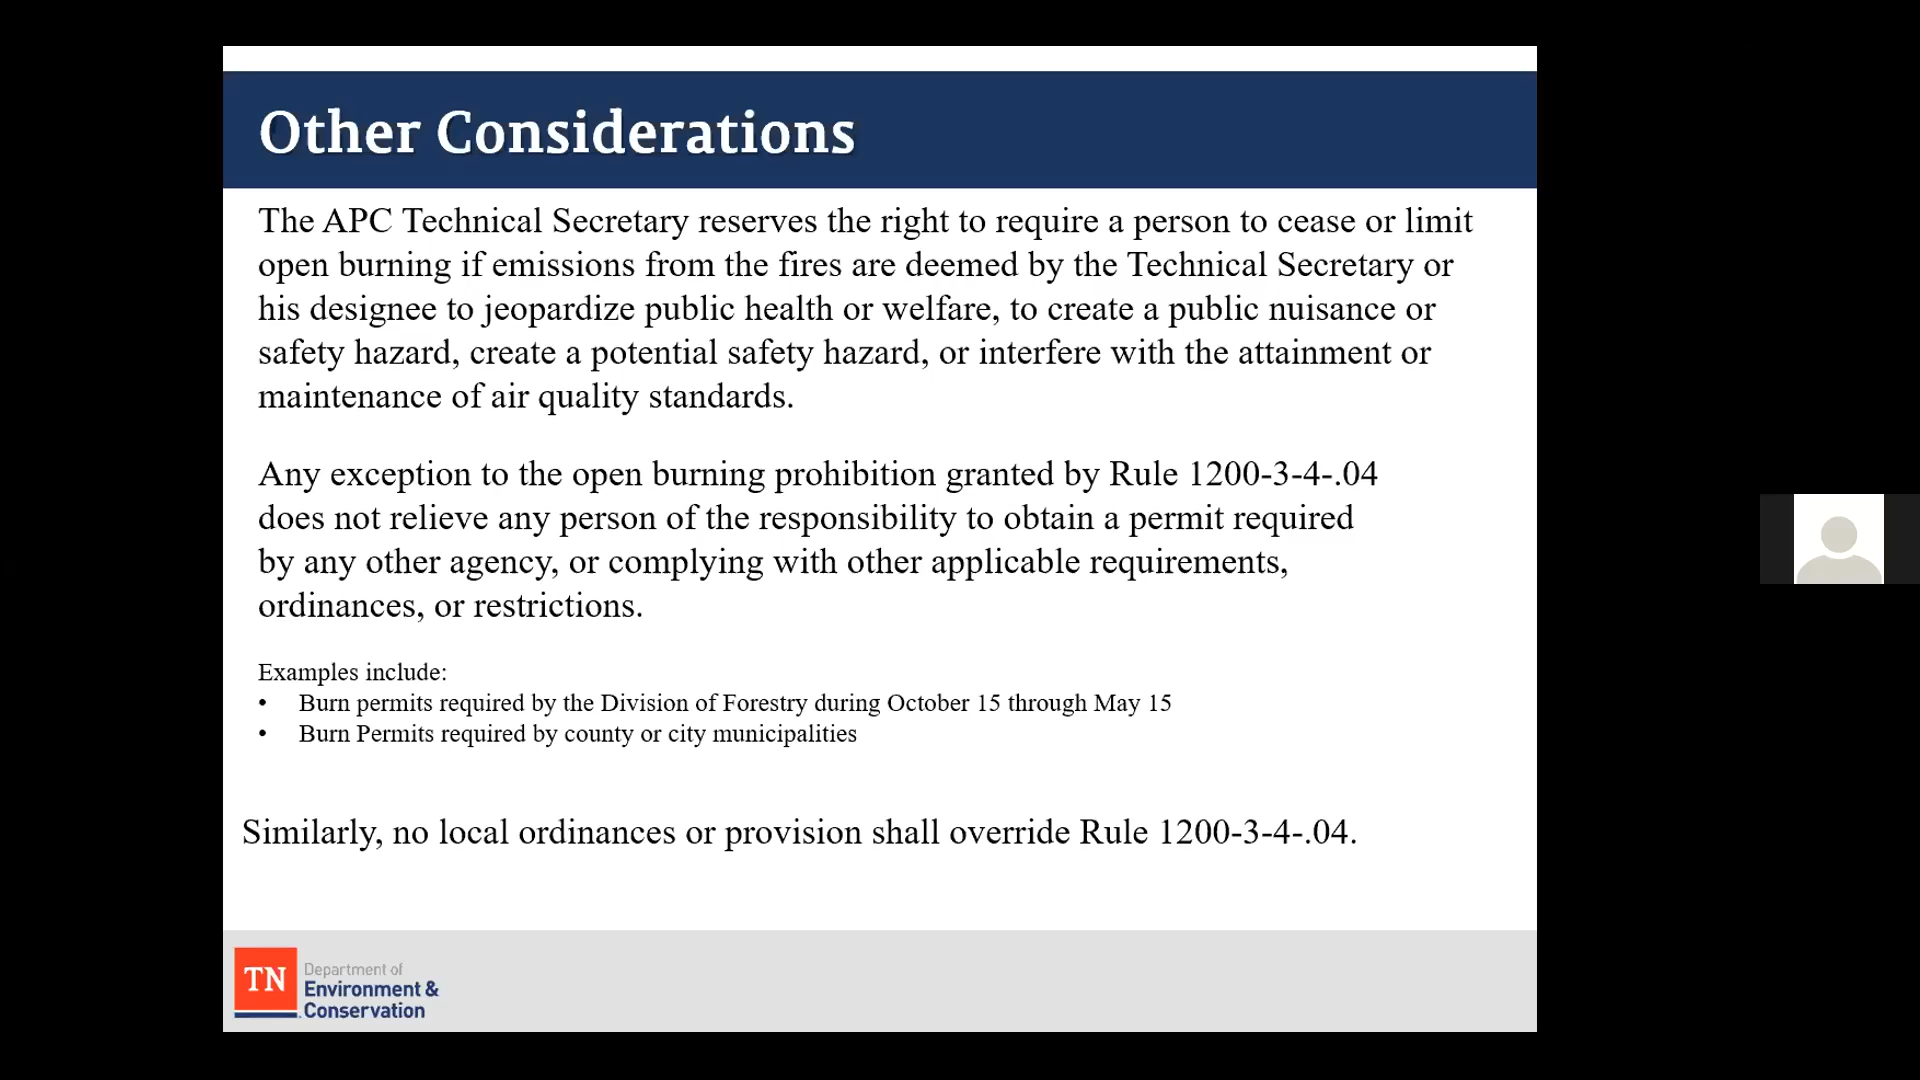 Other Considerations
The APC Technical Secretary reserves the right to require a person to cease or limit
open burning if emissions from the fires are deemed by the Technical Secretary or
his designee to jeopardize public health or welfare, to create a public nuisance or
safety hazard, create a potential safety hazard, or interfere with the attainment or
maintenance of air quality standards.
Any exception to the open burning prohibition granted by Rule 1200-3-4-.04
does not relieve any person of the responsibility to obtain a permit required
by any other agency, or complying with other applicable requirements,
ordinances, or restrictions.
Examples include:
• Burn permits required by the Division of Forestry during October 15 through May 15
• Burn Permits required by county or city municipalities
Similarly, no local ordinances or provision shall override Rule 1200-3-4-.04.
TN
Department of
Environment &
Conservation